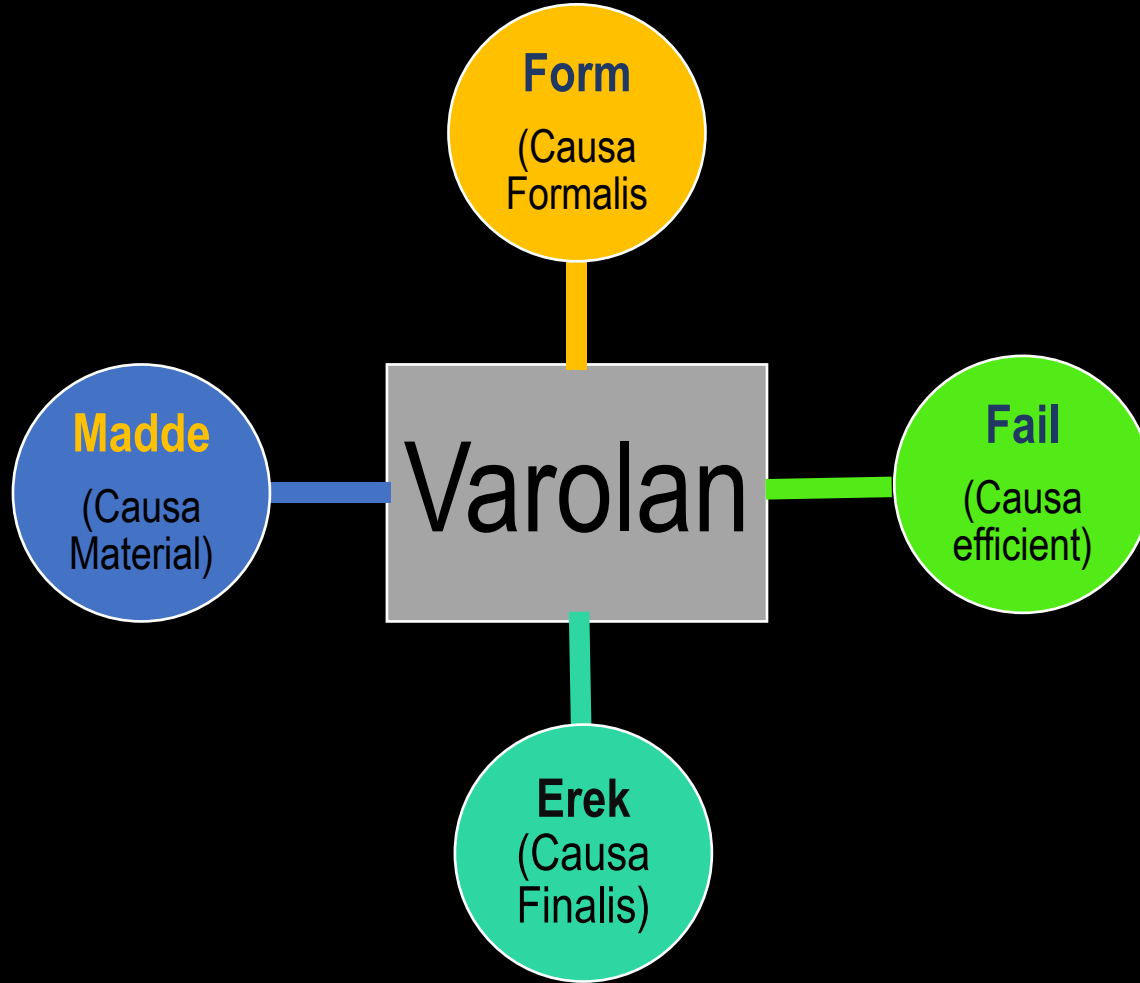 Form
(Causa
Formalis
Madde
(Causa
Material)
Varolan
Fail
(Causa
efficient)
Erek
(Causa
Finalis)